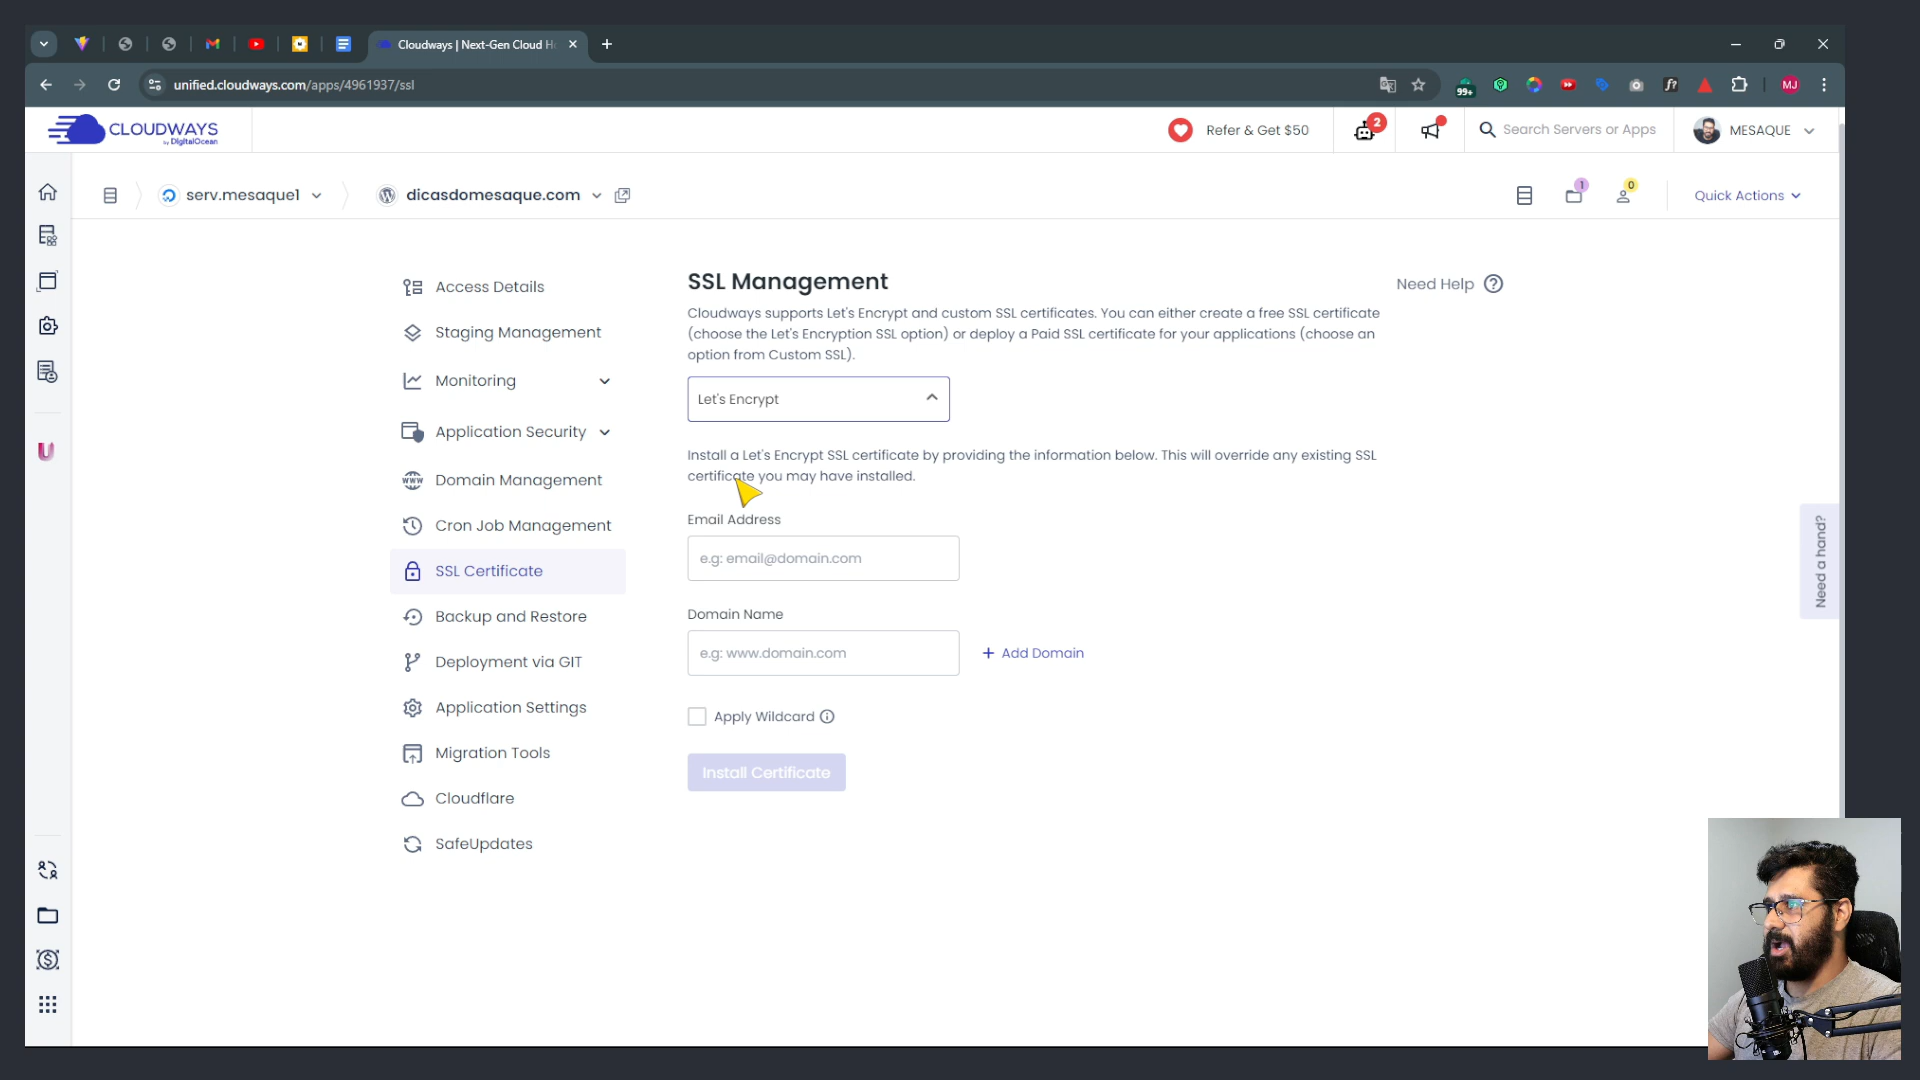 Cloudways | Next-Gen Cloud H
unified.cloudways.com/apps/4961937/ssl
99+
f?
MJ
CLOUDWAYS
by DigitalOcean
Refer & Get $50
2
Search Servers or Apps
MESAQUE
serv.mesaque1
dicasdomesaque.com
1
0
Quick Actions
Access Details
Staging Management
Monitoring
Application Security
Domain Management
Cron Job Management
SSL Certificate
Backup and Restore
Deployment via GIT
Application Settings
Migration Tools
Cloudflare
SafeUpdates
SSL Management
Need Help
Cloudways supports Let's Encrypt and custom SSL certificates. You can either create a free SSL certificate
(choose the Let's Encryption SSL option) or deploy a Paid SSL certificate for your applications (choose an
option from Custom SSL).
Let's Encrypt
Install a Let's Encrypt SSL certificate by providing the information below. This will override any existing SSL
certificate you may have installed.
Email Address
e.g: email@domain.com
Domain Name
e.g: www.domain.com
+ Add Domain
Apply Wildcard
Install Certificate
Need a hand?